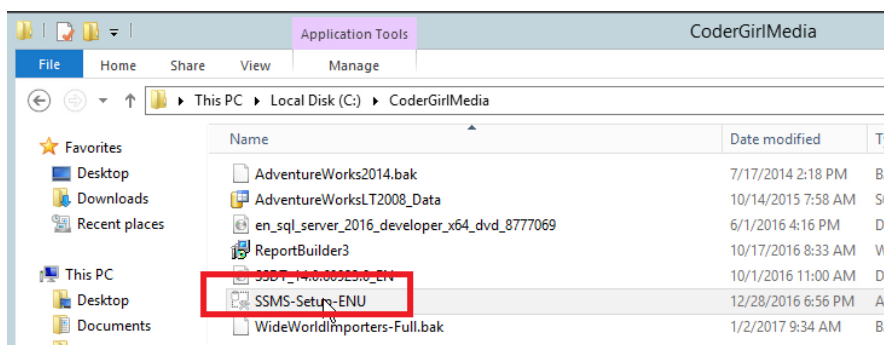 Application Tools
CoderGirlMedia
File Home Share View Manage
This PC Local Disk (C:) CoderGirlMedia
Favorites
Desktop
Downloads
Recent places
This PC
Desktop
Documents
Name Date modified
AdventureWorks2014.bak 7/17/2014 2:18 PM
AdventureWorksLT2008_Data 10/14/2015 7:58 AM
en_sql_server_2016_developer_x64_dvd_8777069 6/1/2016 4:16 PM
ReportBuilder3 10/17/2016 8:33 AM
10/1/2016 11:00 AM
SSMS-Setup-ENU 12/28/2016 6:56 PM
WideWorldImporters-Full.bak 1/2/2017 9:34 AM